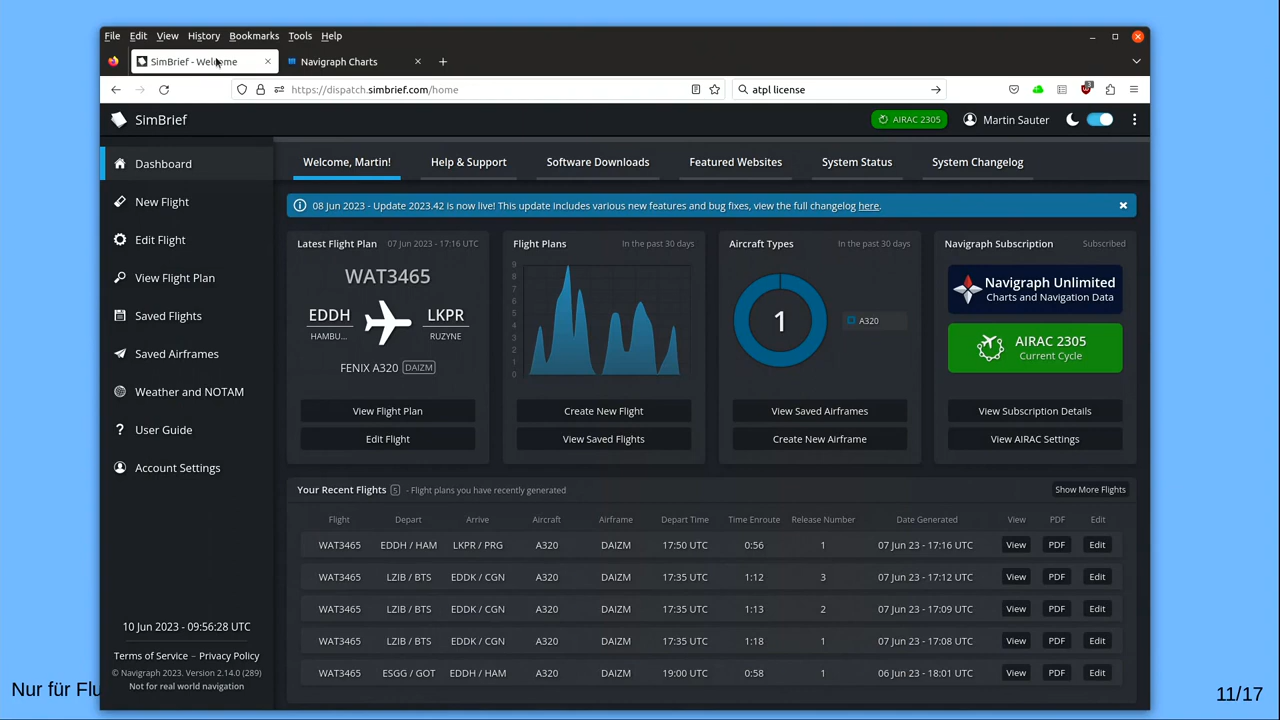 File Edit View History Bookmarks Tools Help
SimBrief - Welcome
Navigraph Charts
https://dispatch.simbrief.com/home
atpl license
3
SimBrief
AIRAC 2305
Martin Sauter
Dashboard
New Flight
Edit Flight
View Flight Plan
Saved Flights
Saved Airframes
Weather and NOTAM
User Guide
Account Settings
10 Jun 2023 - 09:56:28 UTC
Terms of Service – Privacy Policy
© Navigraph 2023. Version 2.14.0 (289)
Not for real world navigation
Welcome, Martin! Help & Support Software Downloads Featured Websites System Status System Changelog
08 Jun 2023 - Update 2023.42 is now live! This update includes various new features and bug fixes, view the full changelog here.
Latest Flight Plan 07 Jun 2023 - 17:16 UTC
WAT3465
EDDH LKPR
HAMBU... RUZYNE
FENIX A320 DAIZM
View Flight Plan
Edit Flight
Flight Plans In the past 30 days
9
8
7
6
5
4
3
2
1
0
Create New Flight
View Saved Flights
Aircraft Types In the past 30 days
1
A320
View Saved Airframes
Create New Airframe
Navigraph Subscription Subscribed
Navigraph Unlimited
Charts and Navigation Data
AIRAC 2305
Current Cycle
View Subscription Details
View AIRAC Settings
Your Recent Flights 5 - Flight plans you have recently generated Show More Flights
Flight Depart Arrive Aircraft Airframe Depart Time Time Enroute Release Number Date Generated View PDF Edit
WAT3465 EDDH / HAM LKPR / PRG A320 DAIZM 17:50 UTC 0:56 1 07 Jun 23 - 17:16 UTC View PDF Edit
WAT3465 LZIB / BTS EDDK / CGN A320 DAIZM 17:35 UTC 1:12 3 07 Jun 23 - 17:12 UTC View PDF Edit
WAT3465 LZIB / BTS EDDK / CGN A320 DAIZM 17:35 UTC 1:13 2 07 Jun 23 - 17:09 UTC View PDF Edit
WAT3465 LZIB / BTS EDDK / CGN A320 DAIZM 17:35 UTC 1:18 1 07 Jun 23 - 17:08 UTC View PDF Edit
WAT3465 ESGG / GOT EDDH / HAM A320 DAIZM 19:00 UTC 0:58 1 06 Jun 23 - 18:01 UTC View PDF Edit
Nur für Flu
11/17